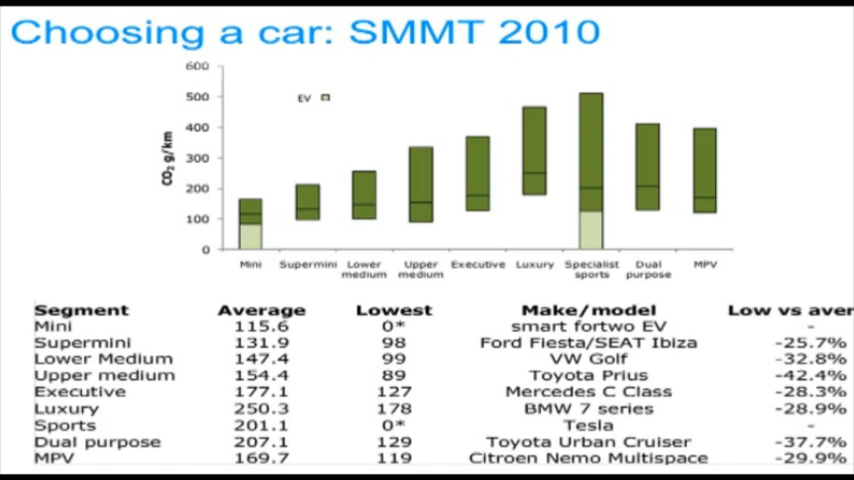 Choosing a car: SMMT 2010
600
500
400
300
200
100
0
CO2 g/km
EV
Mini Supermini Lower medium Upper medium Executive Luxury Specialist sports Dual purpose MPV
Segment Average Lowest Make/model Low vs aver
Mini 115.6 0* smart fortwo EV -
Supermini 131.9 98 Ford Fiesta/SEAT Ibiza -25.7%
Lower Medium 147.4 99 VW Golf -32.8%
Upper medium 154.4 89 Toyota Prius -42.4%
Executive 177.1 127 Mercedes C Class -28.3%
Luxury 250.3 178 BMW 7 series -28.9%
Sports 201.1 0* Tesla -
Dual purpose 207.1 129 Toyota Urban Cruiser -37.7%
MPV 169.7 119 Citroen Nemo Multispace -29.9%